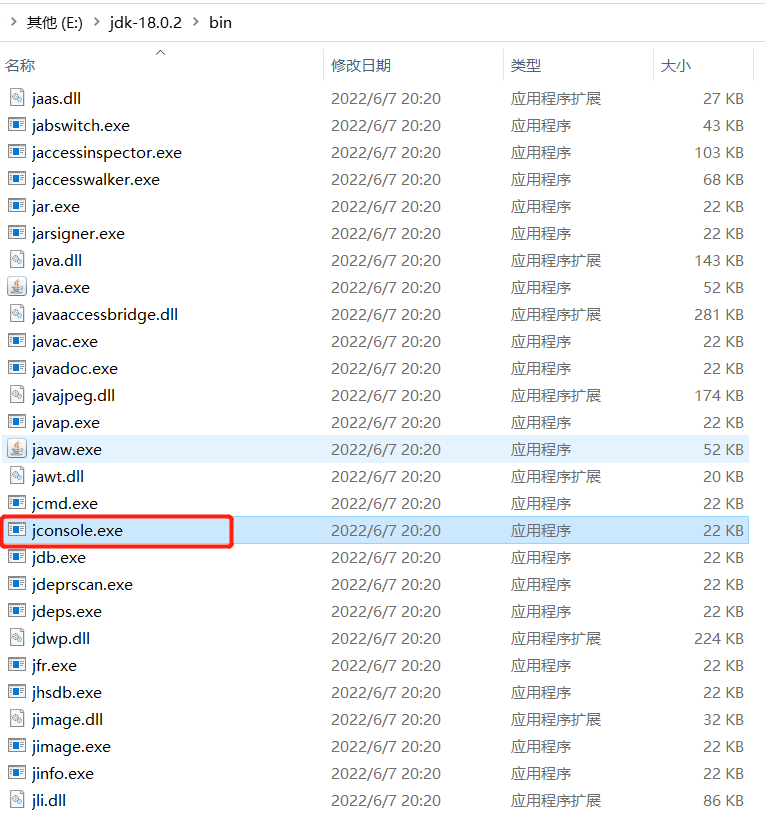 其他 (E:) > jdk-18.0.2 > bin
名称 修改日期 类型 大小
jaas.dll 2022/6/7 20:20 应用程序扩展 27 KB
jabswitch.exe 2022/6/7 20:20 应用程序 43 KB
jaccessinspector.exe 2022/6/7 20:20 应用程序 103 KB
jaccesswalker.exe 2022/6/7 20:20 应用程序 68 KB
jar.exe 2022/6/7 20:20 应用程序 22 KB
jarsigner.exe 2022/6/7 20:20 应用程序 22 KB
java.dll 2022/6/7 20:20 应用程序扩展 143 KB
java.exe 2022/6/7 20:20 应用程序 52 KB
javaaccessbridge.dll 2022/6/7 20:20 应用程序扩展 281 KB
javac.exe 2022/6/7 20:20 应用程序 22 KB
javadoc.exe 2022/6/7 20:20 应用程序 22 KB
javajpeg.dll 2022/6/7 20:20 应用程序扩展 174 KB
javap.exe 2022/6/7 20:20 应用程序 22 KB
javaw.exe 2022/6/7 20:20 应用程序 52 KB
jawt.dll 2022/6/7 20:20 应用程序扩展 20 KB
jcmd.exe 2022/6/7 20:20 应用程序 22 KB
jconsole.exe 2022/6/7 20:20 应用程序 22 KB
jdb.exe 2022/6/7 20:20 应用程序 22 KB
jdeprscan.exe 2022/6/7 20:20 应用程序 22 KB
jdeps.exe 2022/6/7 20:20 应用程序 22 KB
jdwp.dll 2022/6/7 20:20 应用程序扩展 224 KB
jfr.exe 2022/6/7 20:20 应用程序 22 KB
jhsdb.exe 2022/6/7 20:20 应用程序 22 KB
jimage.dll 2022/6/7 20:20 应用程序扩展 32 KB
jimage.exe 2022/6/7 20:20 应用程序 22 KB
jinfo.exe 2022/6/7 20:20 应用程序 22 KB
jli.dll 2022/6/7 20:20 应用程序扩展 86 KB